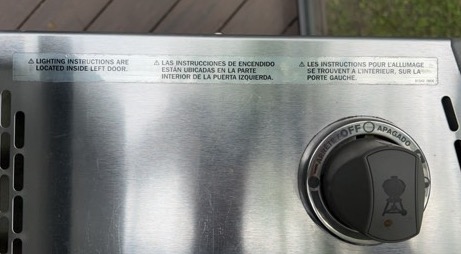 ⚠ LIGHTING INSTRUCTIONS ARE
LOCATED INSIDE LEFT DOOR.
⚠ LAS INSTRUCCIONES DE ENCENDIDO
ESTÁN UBICADAS EN LA PARTE
INTERIOR DE LA PUERTA IZQUIERDA.
⚠ LES INSTRUCTIONS POUR L'ALLUMAGE
SE TROUVENT À L'INTÉRIEUR, SUR LA
PORTE GAUCHE.
OFF
APAGADO